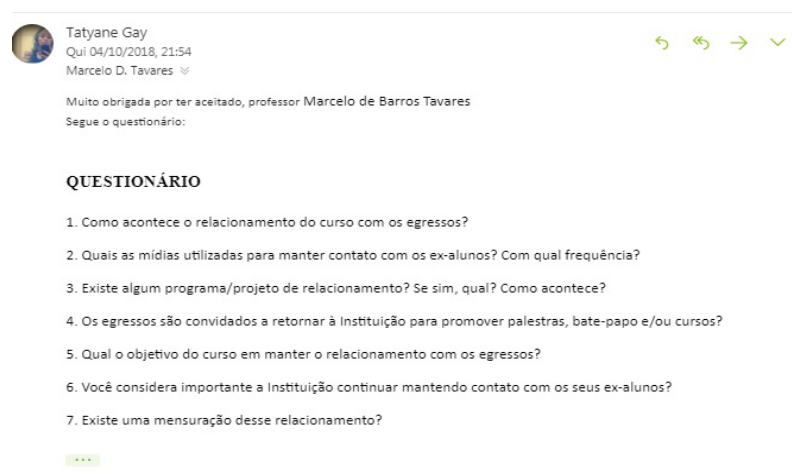 Tatyane Gay
Qui 04/10/2018, 21:54
Marcelo D. Tavares
Muito obrigada por ter aceitado, professor Marcelo de Barros Tavares
Segue o questionário:
QUESTIONÁRIO
1. Como acontece o relacionamento do curso com os egressos?
2. Quais as mídias utilizadas para manter contato com os ex-alunos? Com qual frequência?
3. Existe algum programa/projeto de relacionamento? Se sim, qual? Como acontece?
4. Os egressos são convidados a retornar à Instituição para promover palestras, bate-papo e/ou cursos?
5. Qual o objetivo do curso em manter o relacionamento com os egressos?
6. Você considera importante a Instituição continuar mantendo contato com os seus ex-alunos?
7. Existe uma mensuração desse relacionamento?
...